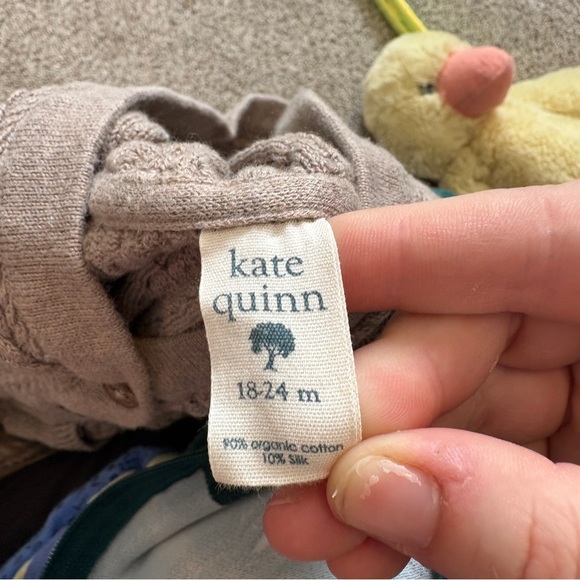 kate
quinn
18-24 m
90% organic cotton
10% silk